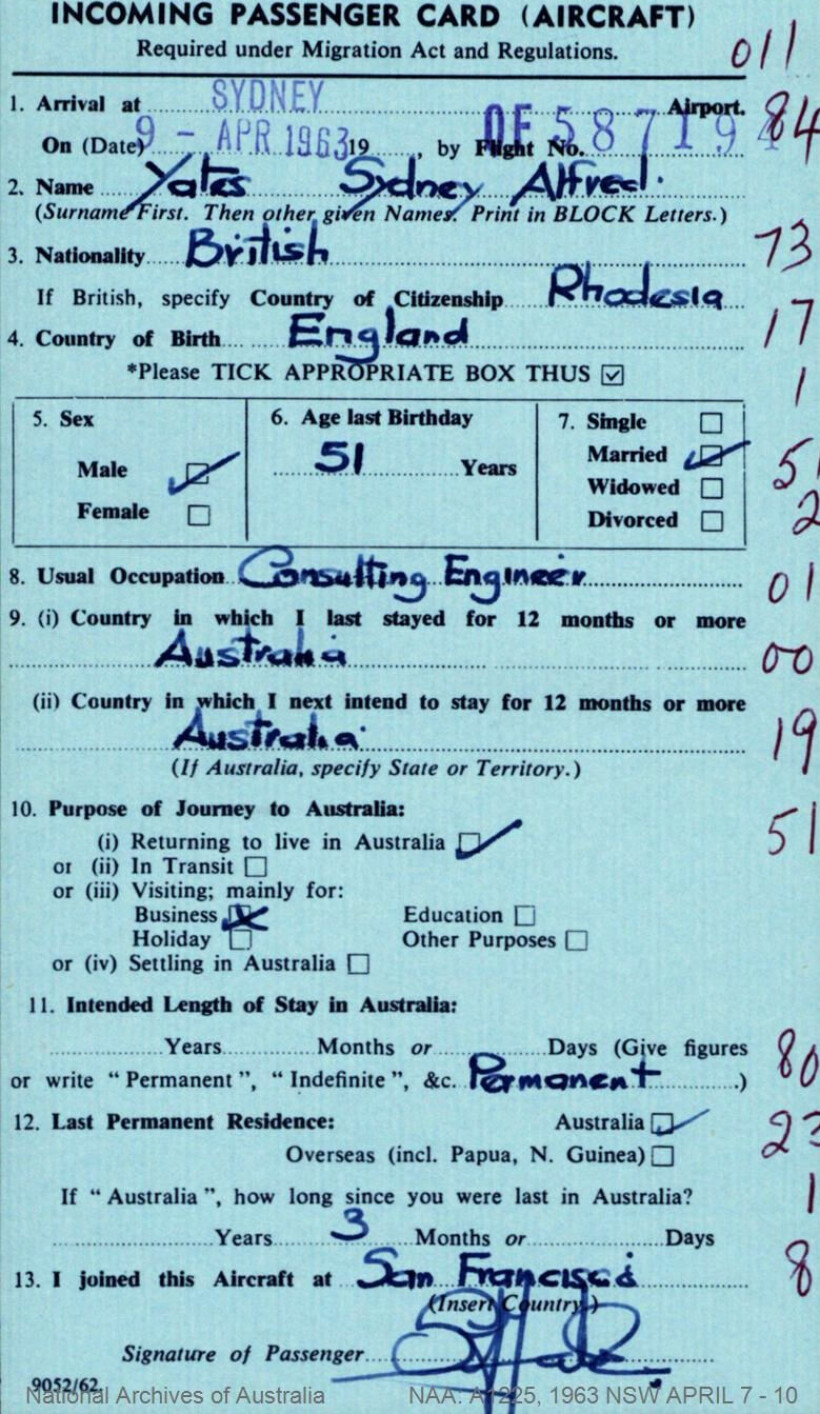 INCOMING PASSENGER CARD (AIRCRAFT)
Required under Migration Act and Regulations.
011
1. Arrival at SYDNEY Airport.
84
On (Date) 9 - APR 1963 19 , by Flight No. QF 587 19
2. Name Yates Sydney Alfred.
(Surname First. Then other given Names. Print in BLOCK Letters.)
3. Nationality British
73
If British, specify Country of Citizenship Rhodesia
4. Country of Birth England
17
*Please TICK APPROPRIATE BOX THUS ☑
1
5. Sex 6. Age last Birthday 7. Single ☐
Male ☑ 51 Years Married ☑
5
Female ☐ Widowed ☐
2
Divorced ☐
8. Usual Occupation Consulting Engineer
01
9. (i) Country in which I last stayed for 12 months or more
Australia
00
(ii) Country in which I next intend to stay for 12 months or more
Australia
19
(If Australia, specify State or Territory.)
10. Purpose of Journey to Australia:
51
(i) Returning to live in Australia ☑
or (ii) In Transit ☐
or (iii) Visiting; mainly for:
Business ☒ Education ☐
Holiday ☐ Other Purposes ☐
or (iv) Settling in Australia ☐
11. Intended Length of Stay in Australia:
Years Months or Days (Give figures
80
or write "Permanent", "Indefinite", &c. Permanent )
12. Last Permanent Residence: Australia ☑
23
Overseas (incl. Papua, N. Guinea) ☐
If "Australia", how long since you were last in Australia?
1
Years 3 Months or Days
13. I joined this Aircraft at San Francisco
8
(Insert Country)
Signature of Passenger
9052/62.
National Archives of Australia NAA: A1225, 1963 NSW APRIL 7 - 10